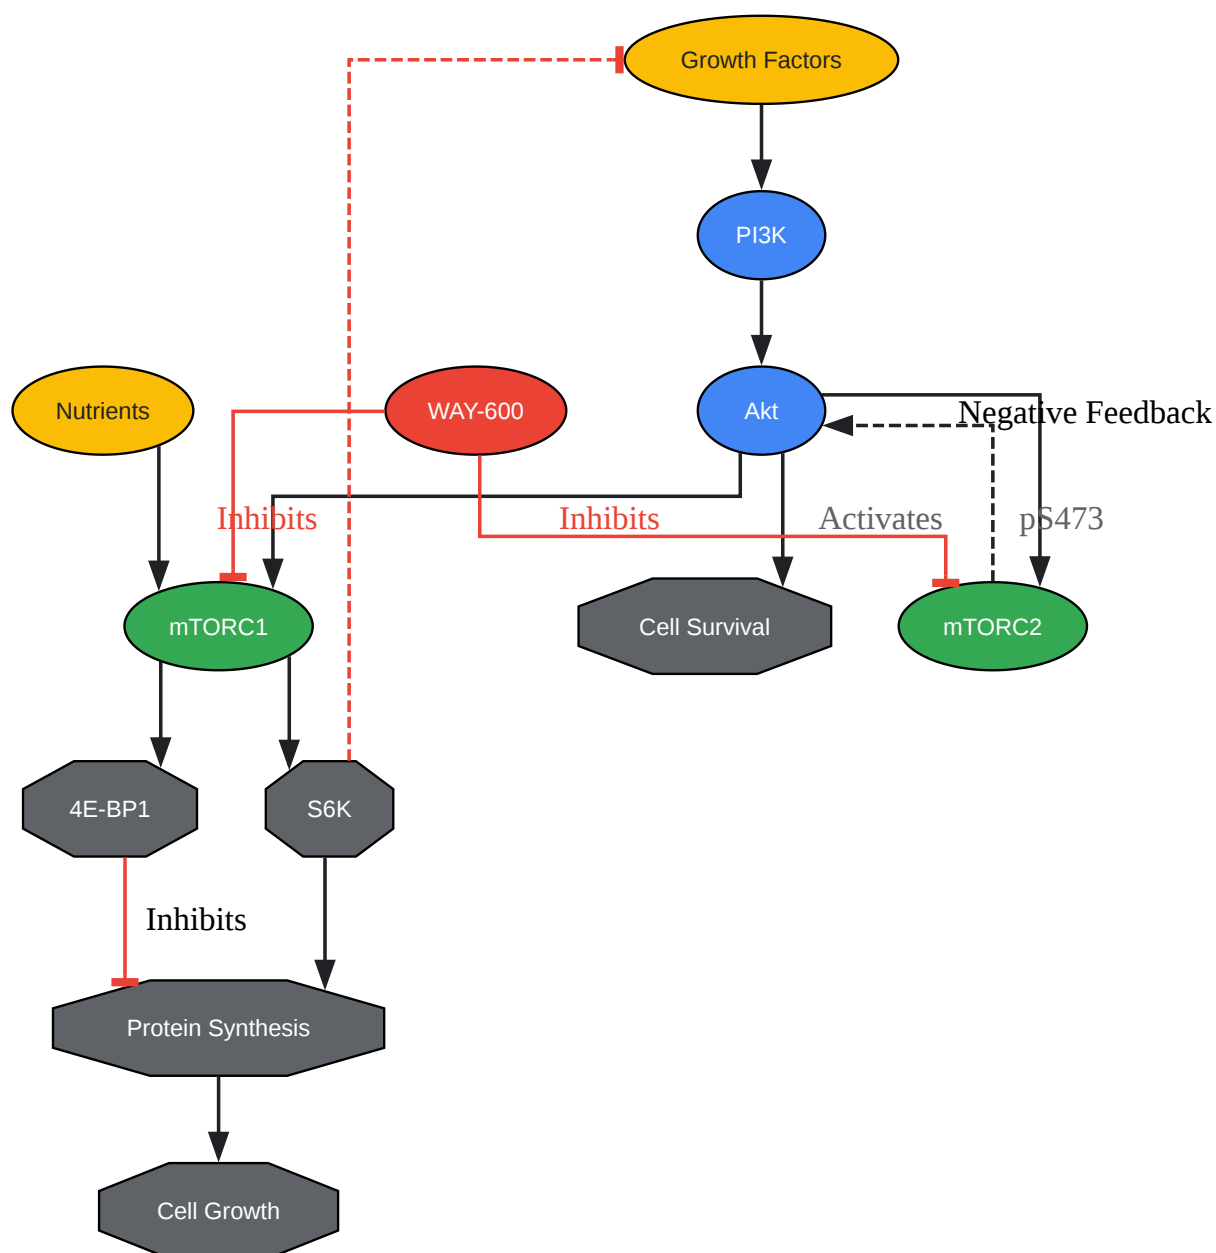 Growth Factors
PI3K
Nutrients
WAY-600
Akt
Negative Feedback
Inhibits
Inhibits
Activates
pS473
mTORC1
Cell Survival
mTORC2
4E-BP1
S6K
Inhibits
Protein Synthesis
Cell Growth